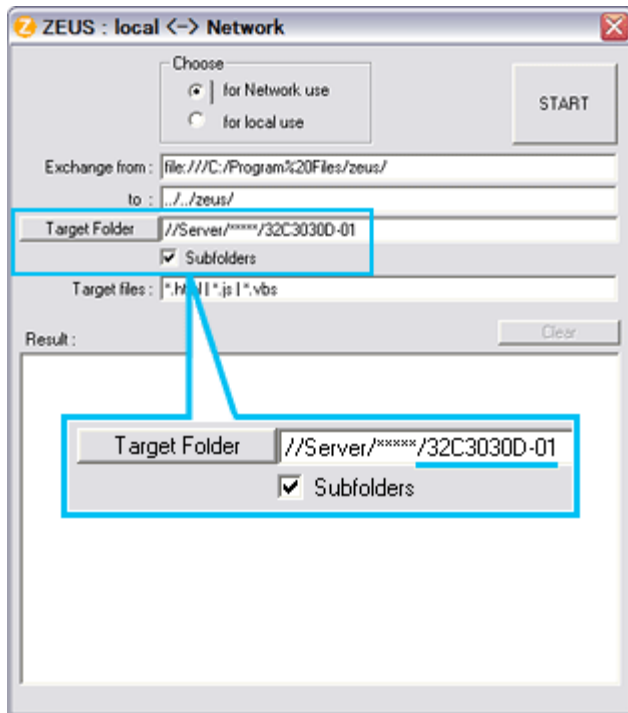 ZEUS : local <-> Network
Choose
for Network use
for local use
START
Exchange from : file:///C:/Program%20Files/zeus/
to : ../../zeus/
Target Folder //Server/*****/32C3030D-01
Subfolders
Target files : *.html | *.js | *.vbs
Result :
Clear
Target Folder //Server/*****/32C3030D-01
Subfolders